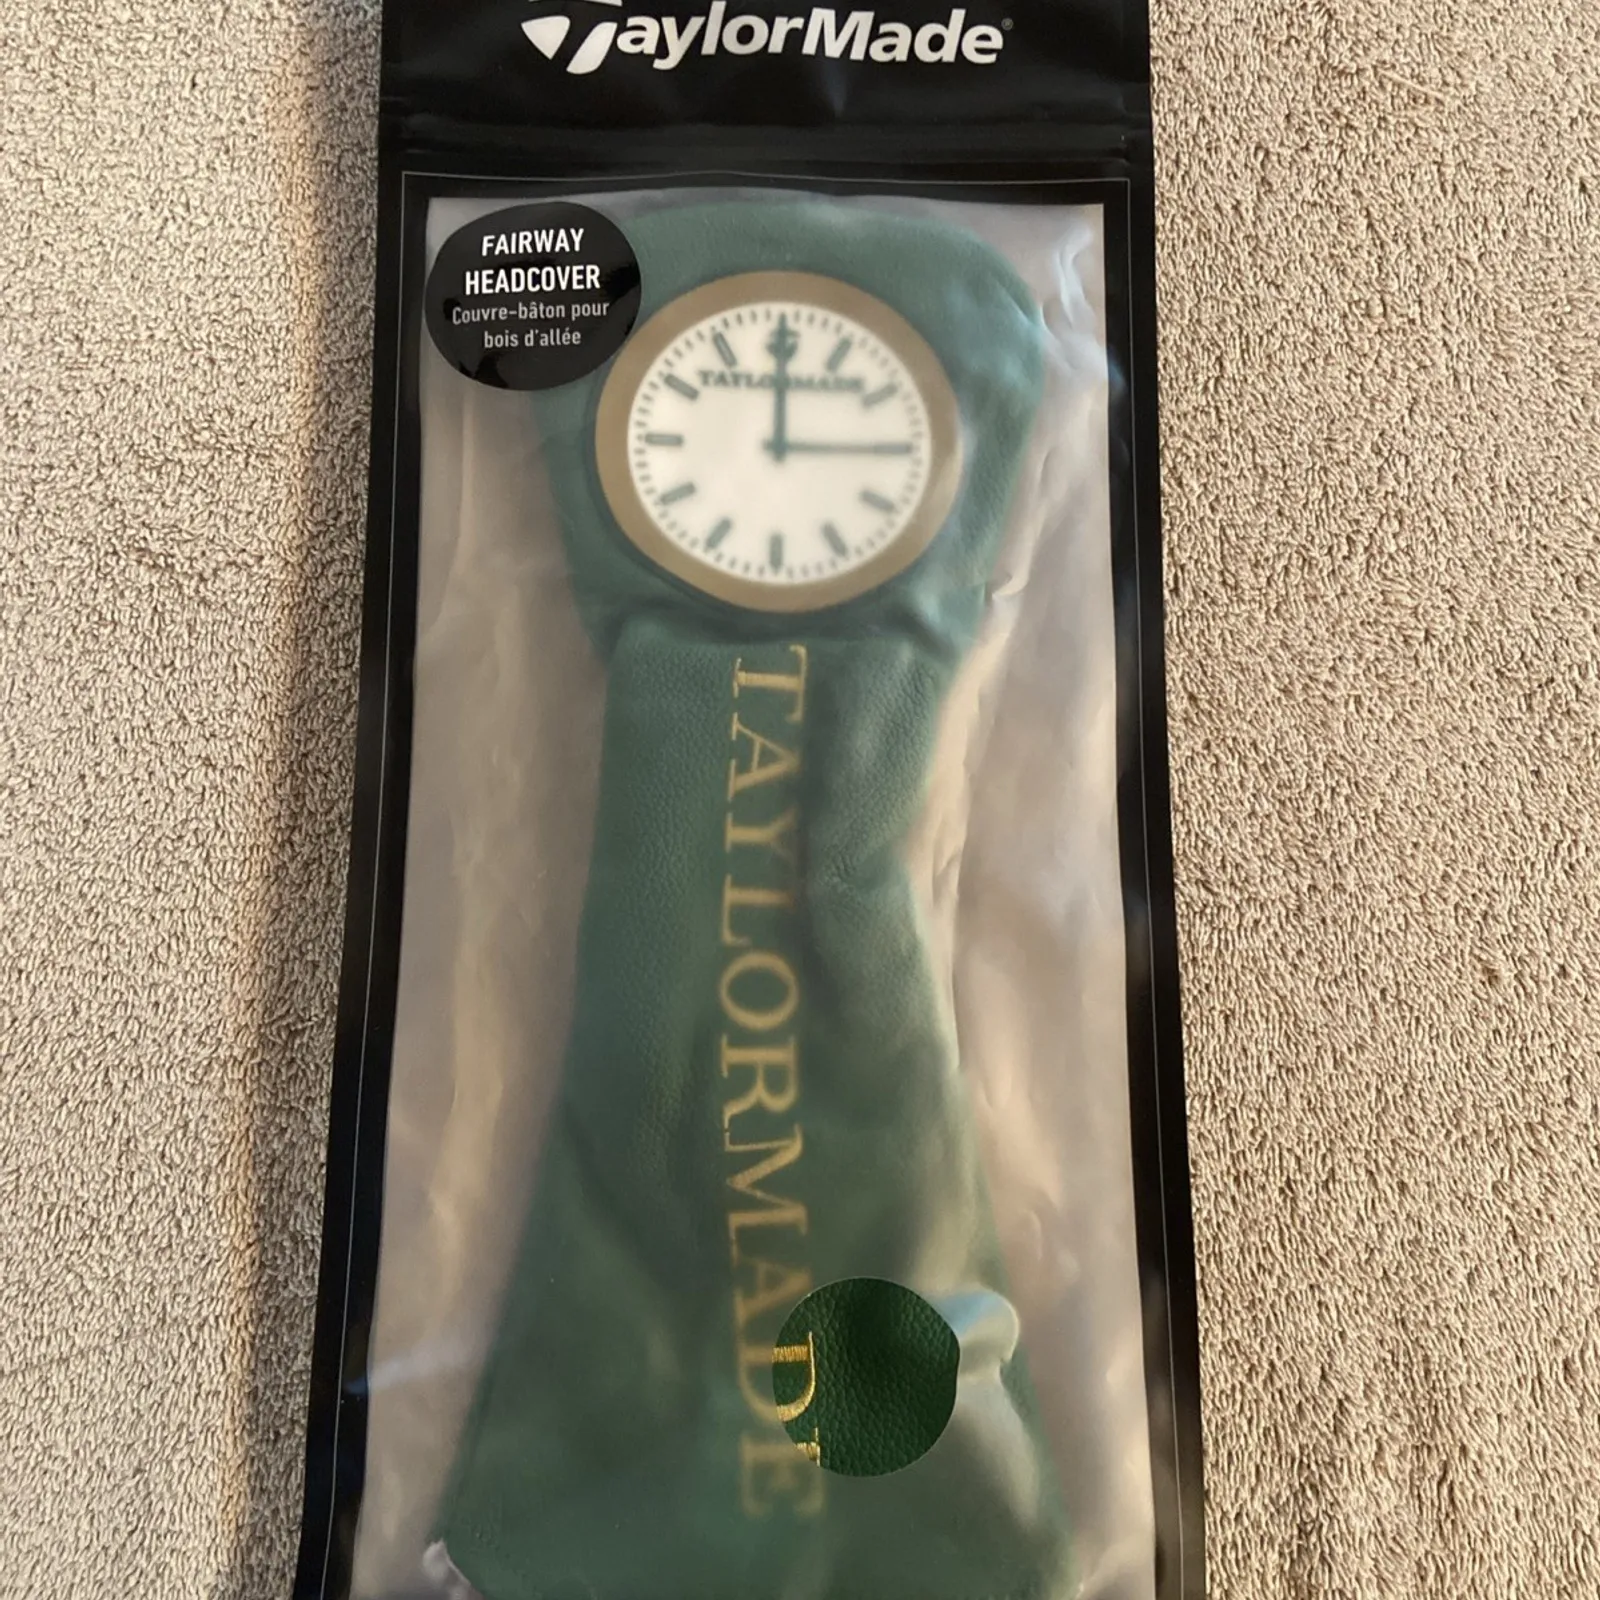 TaylorMade®
FAIRWAY
HEADCOVER
Couvre-bâton pour
bois d'allée
TAYLORMADE
TAYLORMADE